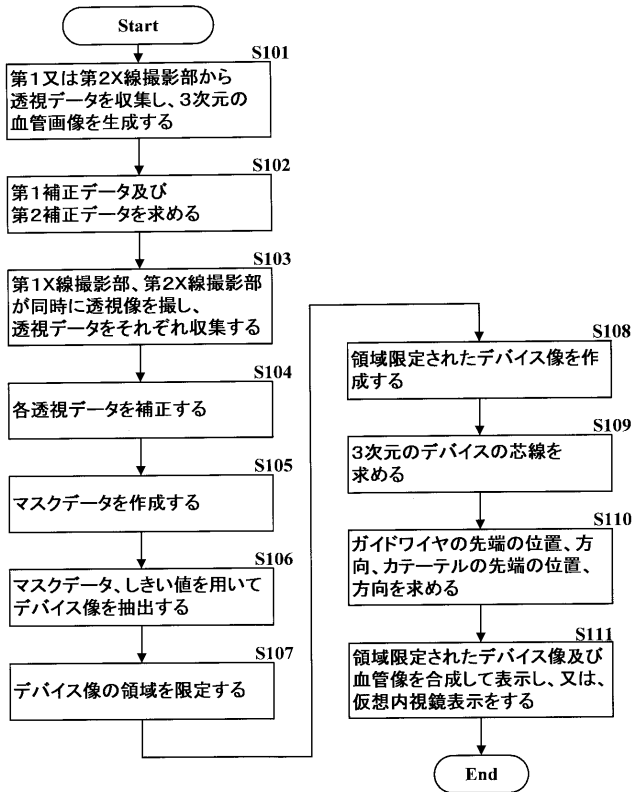 Start
S101
第1又は第2X線撮影部から
透視データを収集し、3次元の
血管画像を生成する
S102
第1補正データ及び
第2補正データを求める
S103
第1X線撮影部、第2X線撮影部
が同時に透視像を撮し、
透視データをそれぞれ収集する
S104
各透視データを補正する
S105
マスクデータを作成する
S106
マスクデータ、しきい値を用いて
デバイス像を抽出する
S107
デバイス像の領域を限定する
S108
領域限定されたデバイス像を作
成する
S109
3次元のデバイスの芯線を
求める
S110
ガイドワイヤの先端の位置、方
向、カテーテルの先端の位置、
方向を求める
S111
領域限定されたデバイス像及び
血管像を合成して表示し、又は、
仮想内視鏡表示をする
End